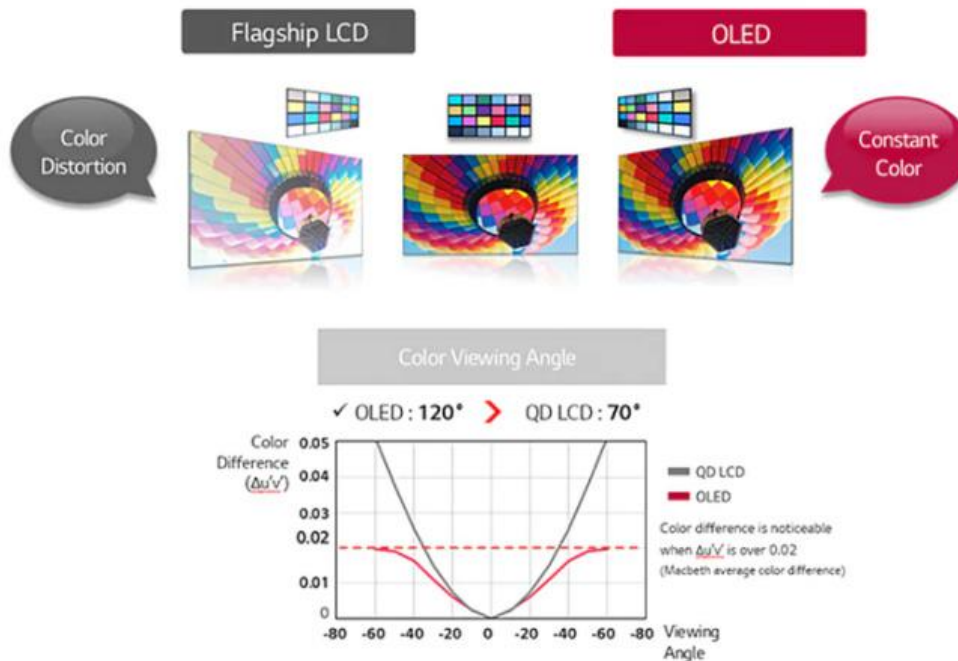 Flagship LCD
OLED
Color
Distortion
Constant
Color
Color Viewing Angle
✓ OLED : 120° > QD LCD : 70°
Color
Difference
(Δu'v')
0.05
0.04
0.03
0.02
0.01
0
-80 -60 -40 -20 0 -20 -40 -60 -80
Viewing
Angle
QD LCD
OLED
Color difference is noticeable
when Δu'v' is over 0.02
(Macbeth average color difference)